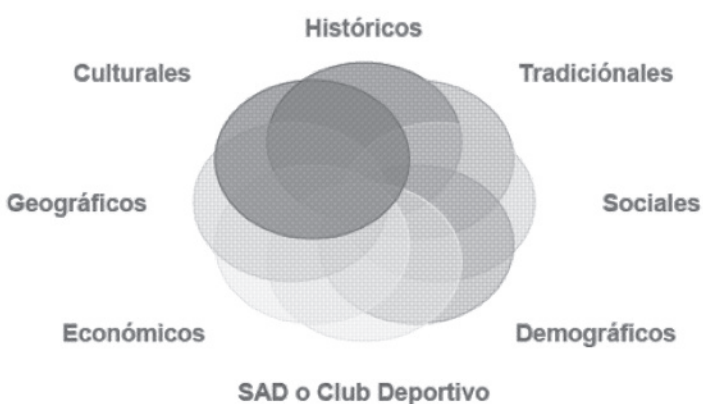 Históricos
Culturales
Tradiciónales
Geográficos
Sociales
Económicos
Demográficos
SAD o Club Deportivo